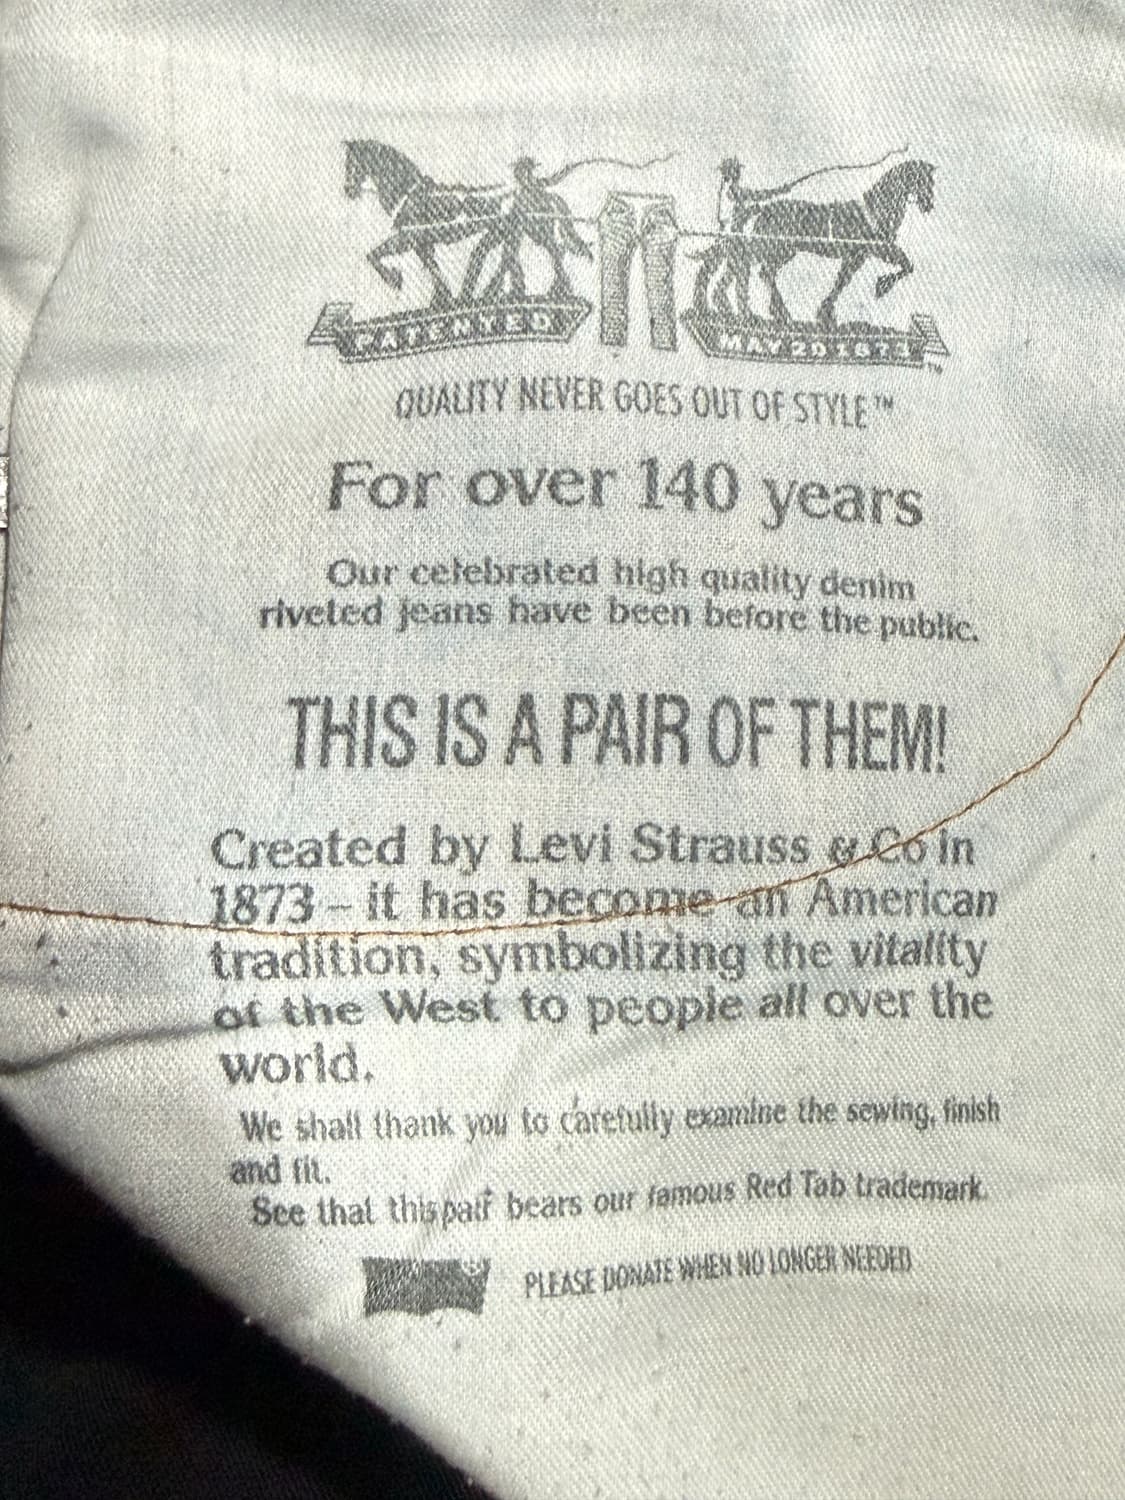 PATENTED
MAY 20 1873
™
QUALITY NEVER GOES OUT OF STYLE™
For over 140 years
Our celebrated high quality denim
riveted jeans have been before the public.
THIS IS A PAIR OF THEM!
Created by Levi Strauss & Co in
1873 – it has become an American
tradition, symbolizing the vitality
of the West to people all over the
world.
We shall thank you to carefully examine the sewing, finish
and fit.
See that this pair bears our famous Red Tab trademark.
PLEASE DONATE WHEN NO LONGER NEEDED